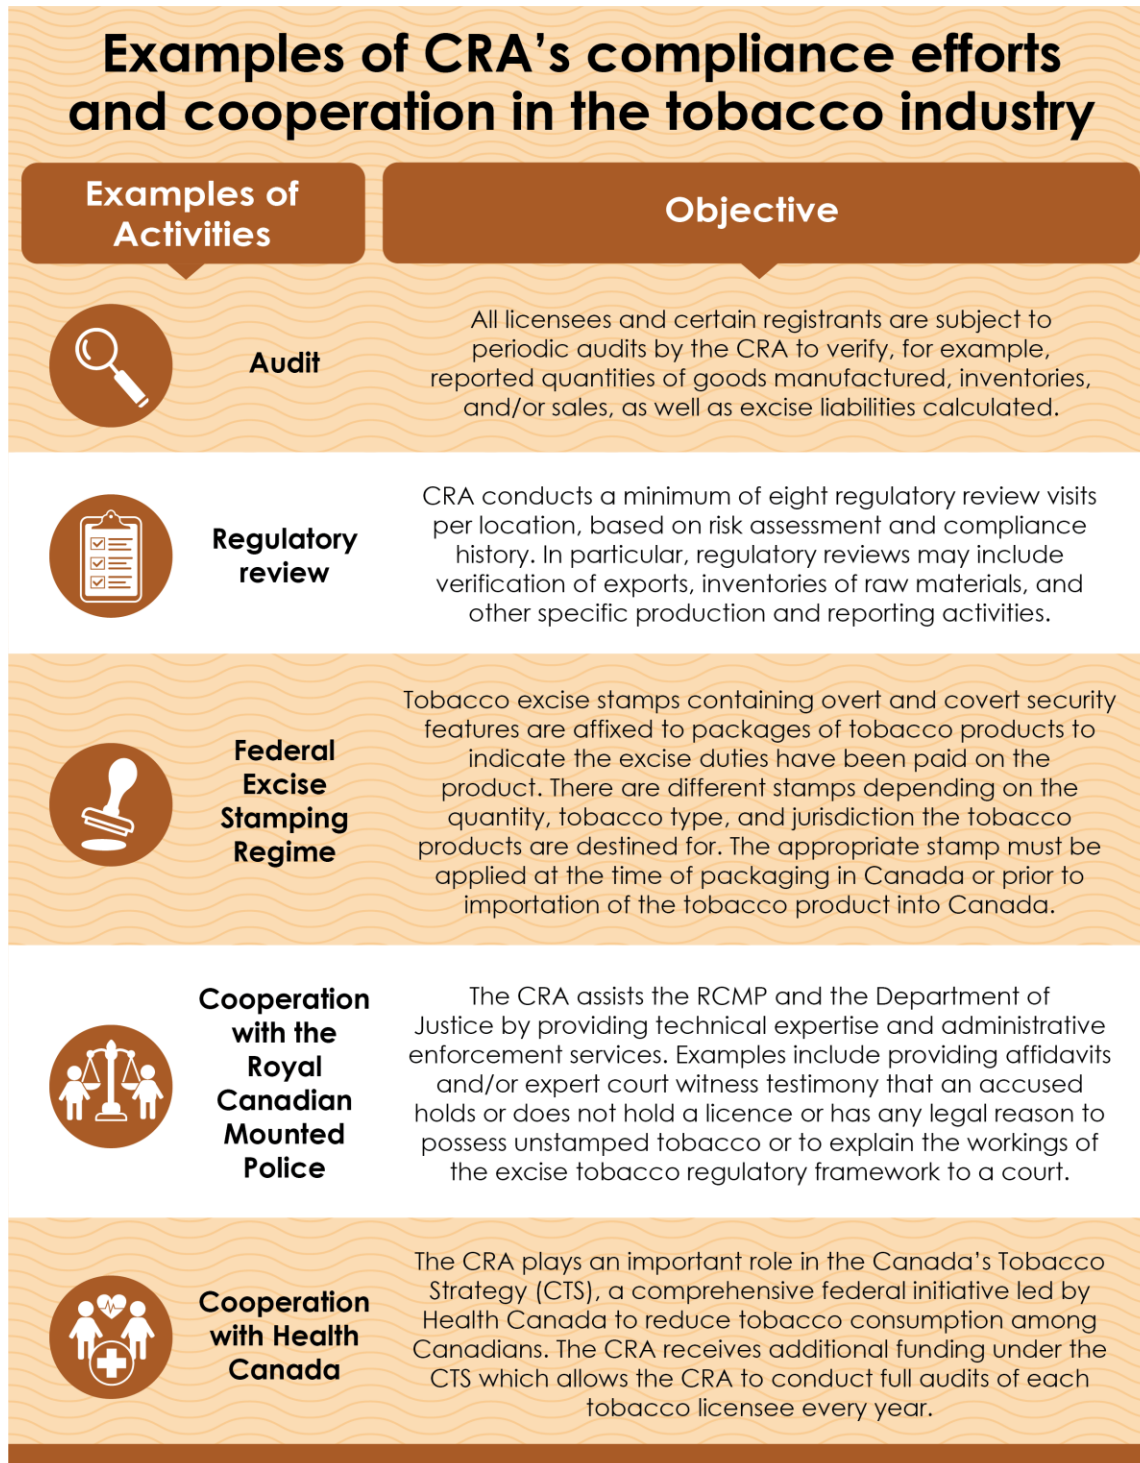 Examples of CRA’s compliance efforts
and cooperation in the tobacco industry
Examples of
Activities
Objective
Audit
All licensees and certain registrants are subject to
periodic audits by the CRA to verify, for example,
reported quantities of goods manufactured, inventories,
and/or sales, as well as excise liabilities calculated.
Regulatory
review
CRA conducts a minimum of eight regulatory review visits
per location, based on risk assessment and compliance
history. In particular, regulatory reviews may include
verification of exports, inventories of raw materials, and
other specific production and reporting activities.
Federal
Excise
Stamping
Regime
Tobacco excise stamps containing overt and covert security
features are affixed to packages of tobacco products to
indicate the excise duties have been paid on the
product. There are different stamps depending on the
quantity, tobacco type, and jurisdiction the tobacco
products are destined for. The appropriate stamp must be
applied at the time of packaging in Canada or prior to
importation of the tobacco product into Canada.
Cooperation
with the
Royal
Canadian
Mounted
Police
The CRA assists the RCMP and the Department of
Justice by providing technical expertise and administrative
enforcement services. Examples include providing affidavits
and/or expert court witness testimony that an accused
holds or does not hold a licence or has any legal reason to
possess unstamped tobacco or to explain the workings of
the excise tobacco regulatory framework to a court.
Cooperation
with Health
Canada
The CRA plays an important role in the Canada’s Tobacco
Strategy (CTS), a comprehensive federal initiative led by
Health Canada to reduce tobacco consumption among
Canadians. The CRA receives additional funding under the
CTS which allows the CRA to conduct full audits of each
tobacco licensee every year.